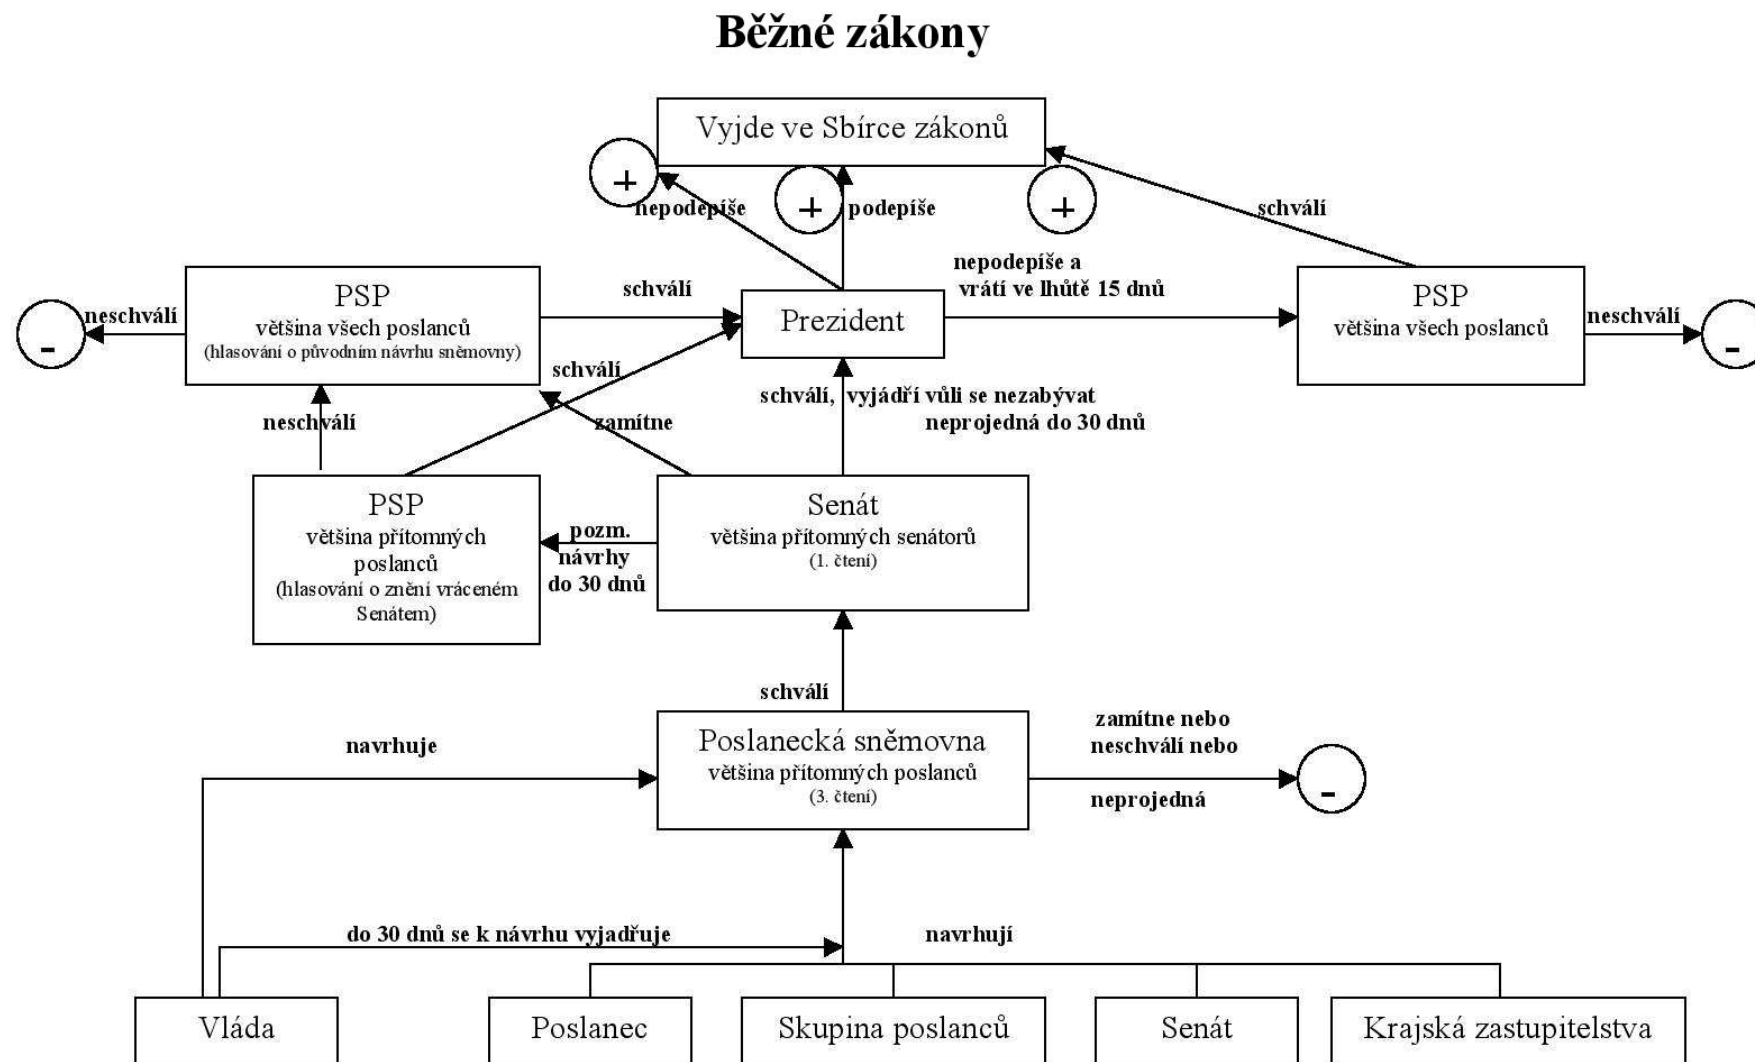 Běžné zákony
Vyjde ve Sbírce zákonů
+
+
+
nepodepíše
podepíše
schválí
neschválí
-
PSP
většina všech poslanců
(hlasování o původním návrhu sněmovny)
schválí
Prezident
nepodepíše a
vrátí ve lhůtě 15 dnů
PSP
většina všech poslanců
neschválí
-
schválí
neschválí
zamítne
schválí, vyjádří vůli se nezabývat
neprojedná do 30 dnů
PSP
většina přítomných
poslanců
(hlasování o znění vráceném
Senátem)
pozm.
návrhy
do 30 dnů
Senát
většina přítomných senátorů
(1. čtení)
schválí
navrhuje
Poslanecká sněmovna
většina přítomných poslanců
(3. čtení)
zamítne nebo
neschválí nebo
neprojedná
-
do 30 dnů se k návrhu vyjadřuje
navrhují
Vláda
Poslanec
Skupina poslanců
Senát
Krajská zastupitelstva